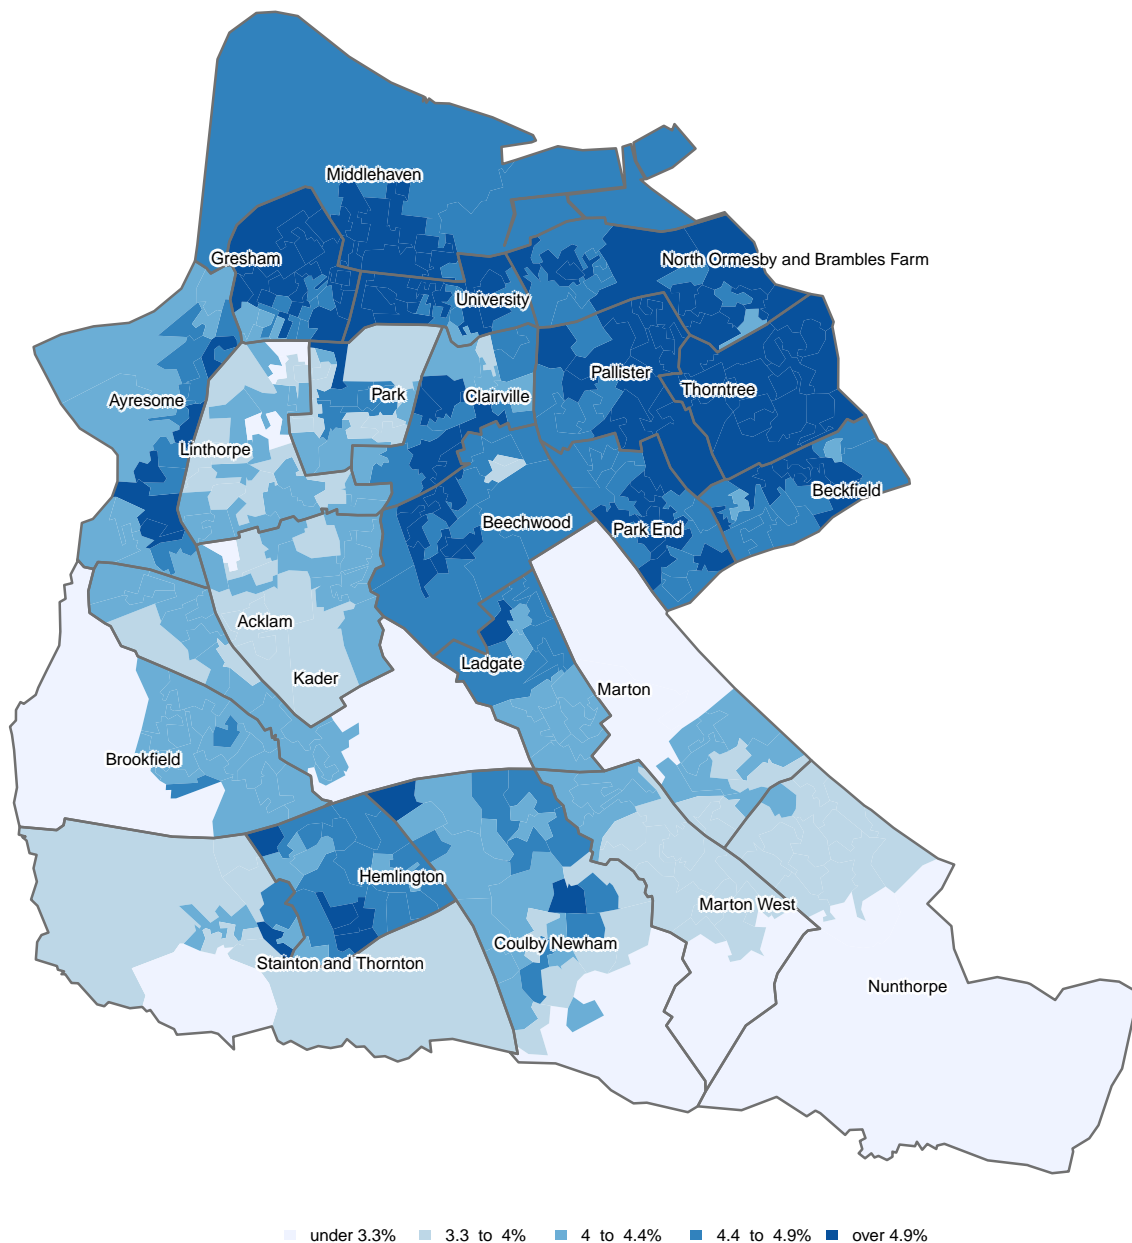 Middlehaven
Gresham
North Ormesby and Brambles Farm
University
Pallister
Thorntree
Park
Clairville
Ayresome
Linthorpe
Beckfield
Beechwood
Park End
Acklam
Ladgate
Kader
Marton
Brookfield
Hemlington
Marton West
Coulby Newham
Stainton and Thornton
Nunthorpe
under 3.3% 3.3 to 4% 4 to 4.4% 4.4 to 4.9% over 4.9%